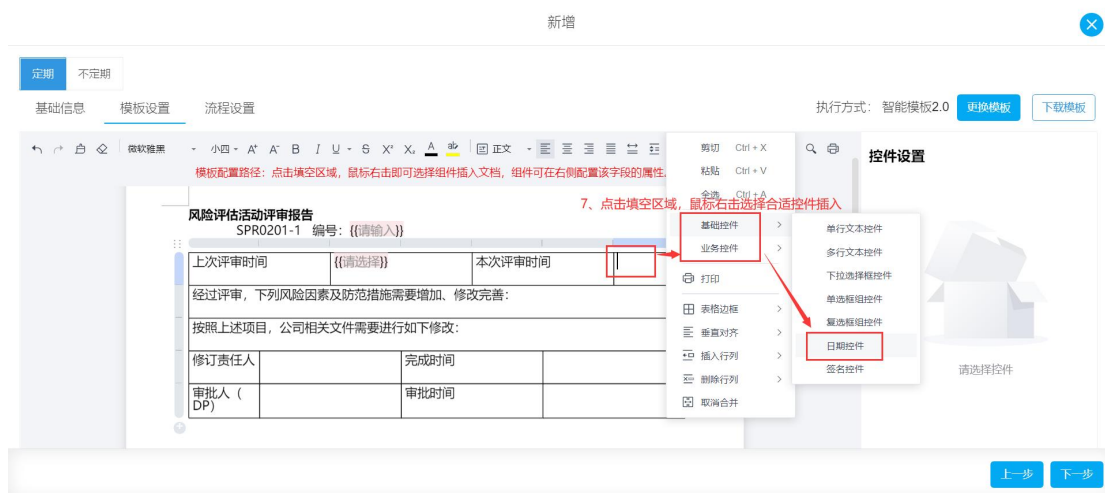 新增
定期 不定期
基础信息 模板设置 流程设置 执行方式: 智能模板2.0 更换模板 下载模板
微软雅黑 小四 A⁺ A⁻ B I U S X² X₂ A ab 正文
模板配置路径：点击填空区域，鼠标右击即可选择组件插入文档，组件可在右侧配置该字段的属性.
控件设置
剪切 Ctrl + X
粘贴 Ctrl + V
全选 Ctrl + A
7、点击填空区域，鼠标右击选择合适控件插入
基础控件
业务控件
打印
表格边框
垂直对齐
插入行列
删除行列
取消合并
单行文本控件
多行文本控件
下拉选择框控件
单选框组控件
复选框组控件
日期控件
签名控件
风险评估活动评审报告
SPR0201-1 编号：{{请输入}}
上次评审时间 {{请选择}} 本次评审时间
经过评审，下列风险因素及防范措施需要增加、修改完善：
按照上述项目，公司相关文件需要进行如下修改：
修订责任人 完成时间
审批人（ 审批时间
DP)
请选择控件
上一步 下一步